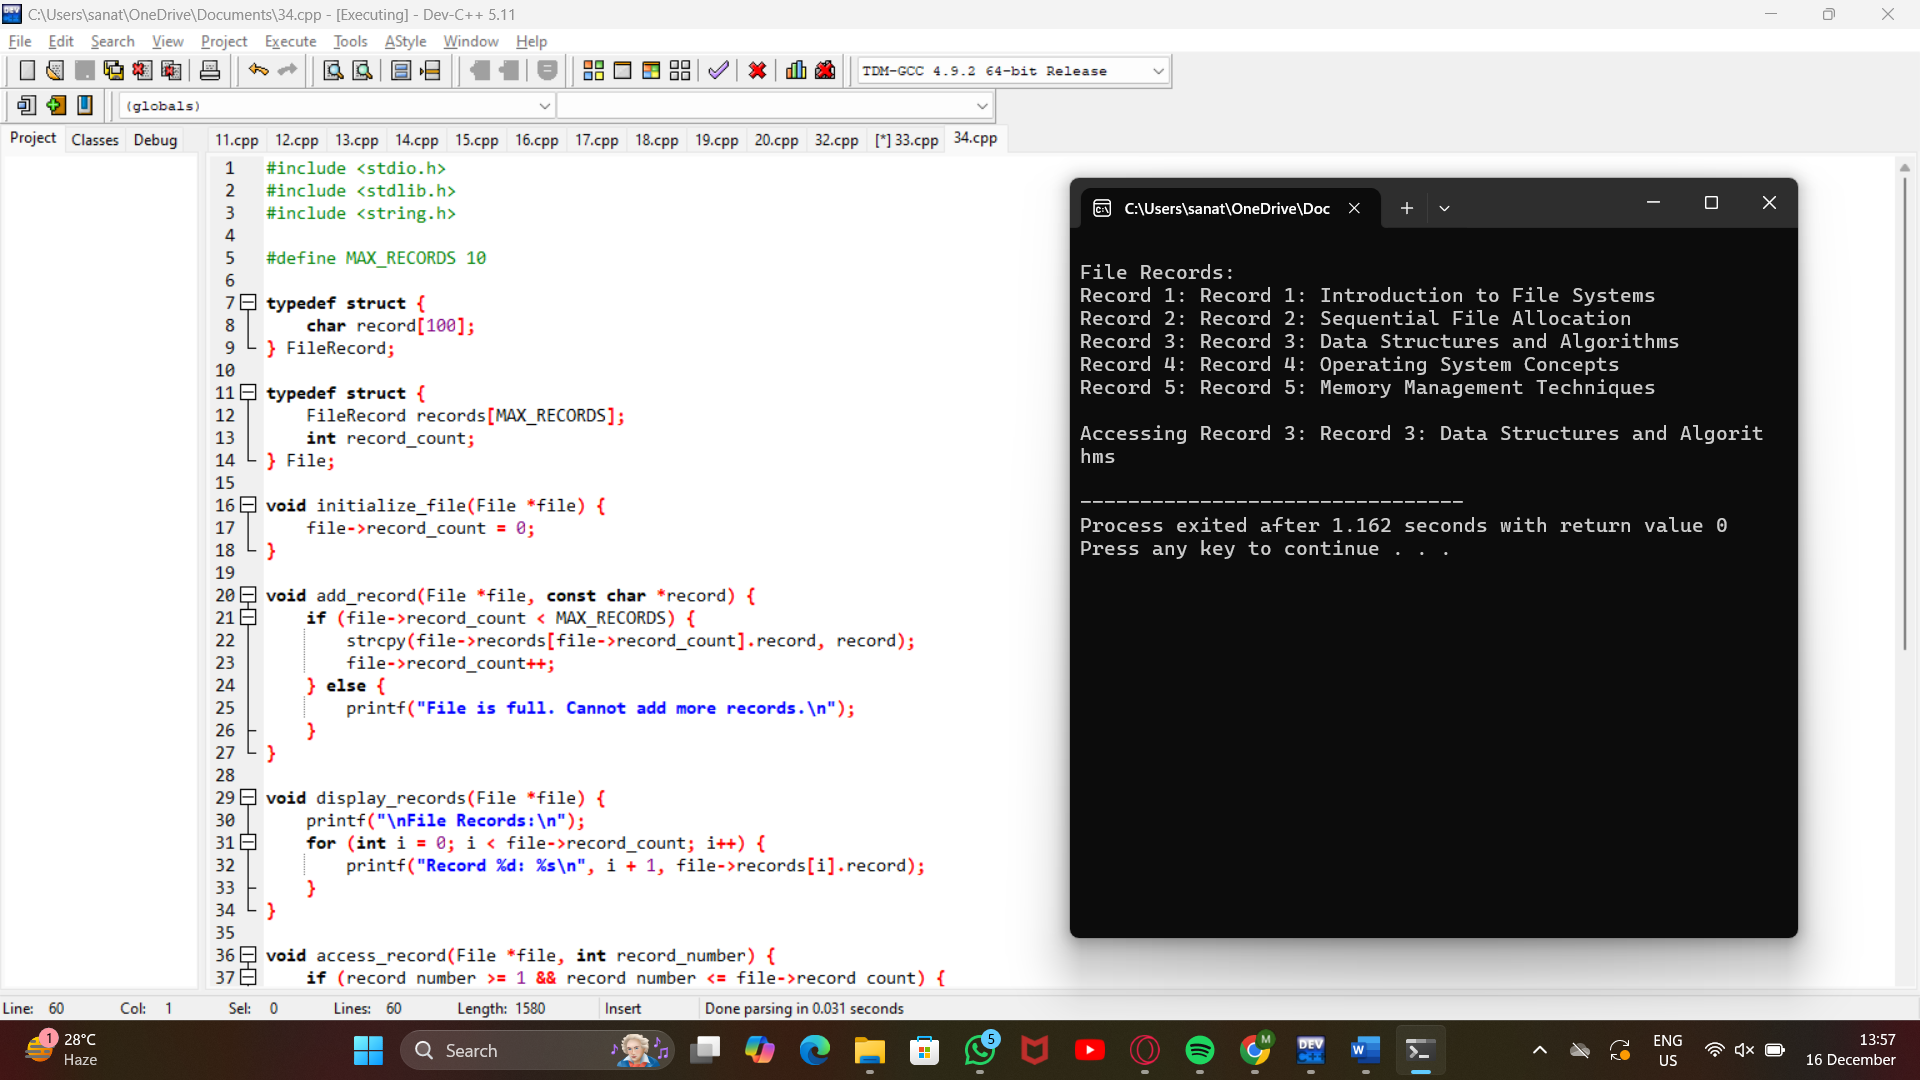 C:\Users\sanat\OneDrive\Documents\34.cpp - [Executing] - Dev-C++ 5.11
File Edit Search View Project Execute Tools AStyle Window Help
TDM-GCC 4.9.2 64-bit Release
(globals)
Project Classes Debug
11.cpp 12.cpp 13.cpp 14.cpp 15.cpp 16.cpp 17.cpp 18.cpp 19.cpp 20.cpp 32.cpp [*] 33.cpp 34.cpp
1 #include <stdio.h>
2 #include <stdlib.h>
3 #include <string.h>
4
5 #define MAX_RECORDS 10
6
7 typedef struct {
8     char record[100];
9 } FileRecord;
10
11 typedef struct {
12     FileRecord records[MAX_RECORDS];
13     int record_count;
14 } File;
15
16 void initialize_file(File *file) {
17     file->record_count = 0;
18 }
19
20 void add_record(File *file, const char *record) {
21     if (file->record_count < MAX_RECORDS) {
22         strcpy(file->records[file->record_count].record, record);
23         file->record_count++;
24     } else {
25         printf("File is full. Cannot add more records.\n");
26     }
27 }
28
29 void display_records(File *file) {
30     printf("\nFile Records:\n");
31     for (int i = 0; i < file->record_count; i++) {
32         printf("Record %d: %s\n", i + 1, file->records[i].record);
33     }
34 }
35
36 void access_record(File *file, int record_number) {
37     if (record_number >= 1 && record_number <= file->record_count) {
C:\Users\sanat\OneDrive\Doc
File Records:
Record 1: Record 1: Introduction to File Systems
Record 2: Record 2: Sequential File Allocation
Record 3: Record 3: Data Structures and Algorithms
Record 4: Record 4: Operating System Concepts
Record 5: Record 5: Memory Management Techniques
Accessing Record 3: Record 3: Data Structures and Algorit
hms
--------------------------------
Process exited after 1.162 seconds with return value 0
Press any key to continue . . .
Line: 60 Col: 1 Sel: 0 Lines: 60 Length: 1580 Insert Done parsing in 0.031 seconds
1
28°C
Haze
Search
5
M
DEV
W
ENG
US
13:57
16 December